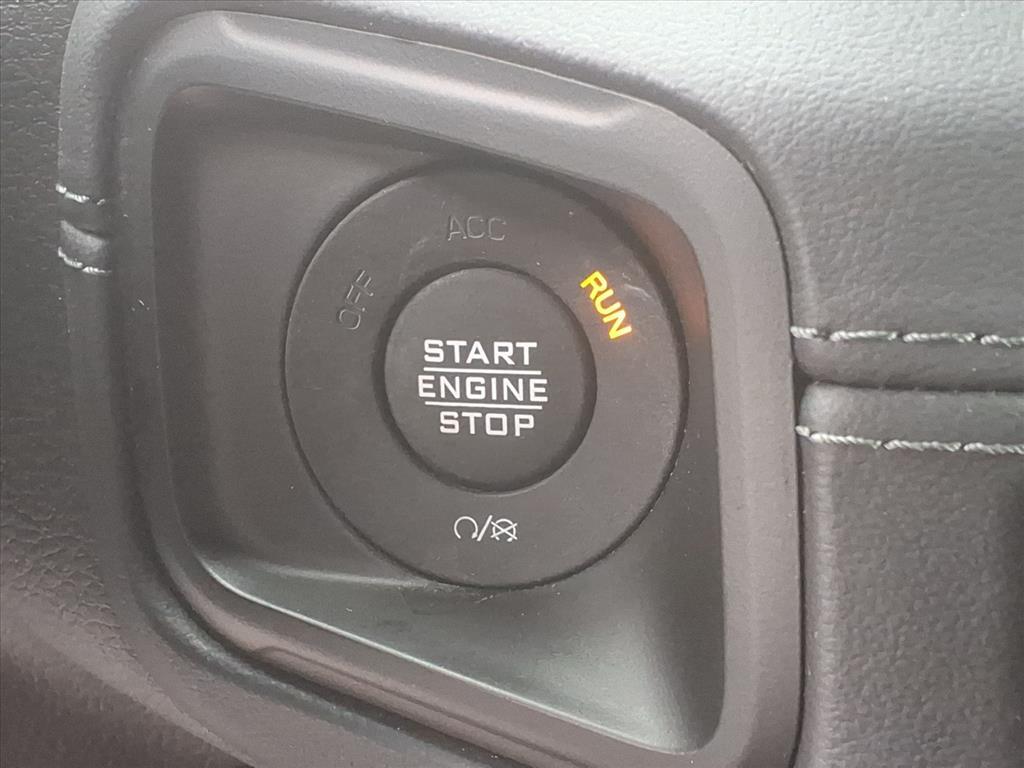 ACC
OFF
RUN
START
ENGINE
STOP